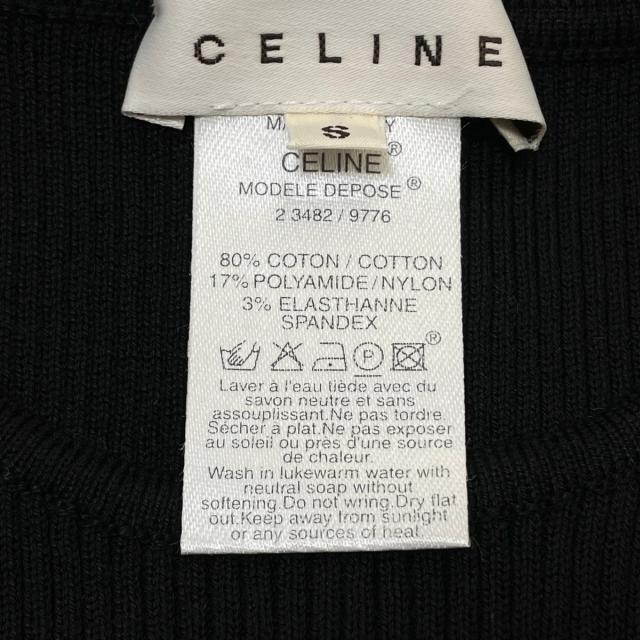 CELINE
S
CELINE®
MODELE DEPOSE®
2 3482 / 9776
80% COTON / COTTON
17% POLYAMIDE/NYLON
3% ELASTHANNE
SPANDEX
P ®
Laver à l'eau tiède avec du
savon neutre et sans
assouplissant.Ne pas tordre.
Sécher à plat.Ne pas exposer
au soleil ou près d'une source
de chaleur.
Wash in lukewarm water with
neutral soap without
softening.Do not wring.Dry flat
out.Keep away from sunlight
or any sources of heat.